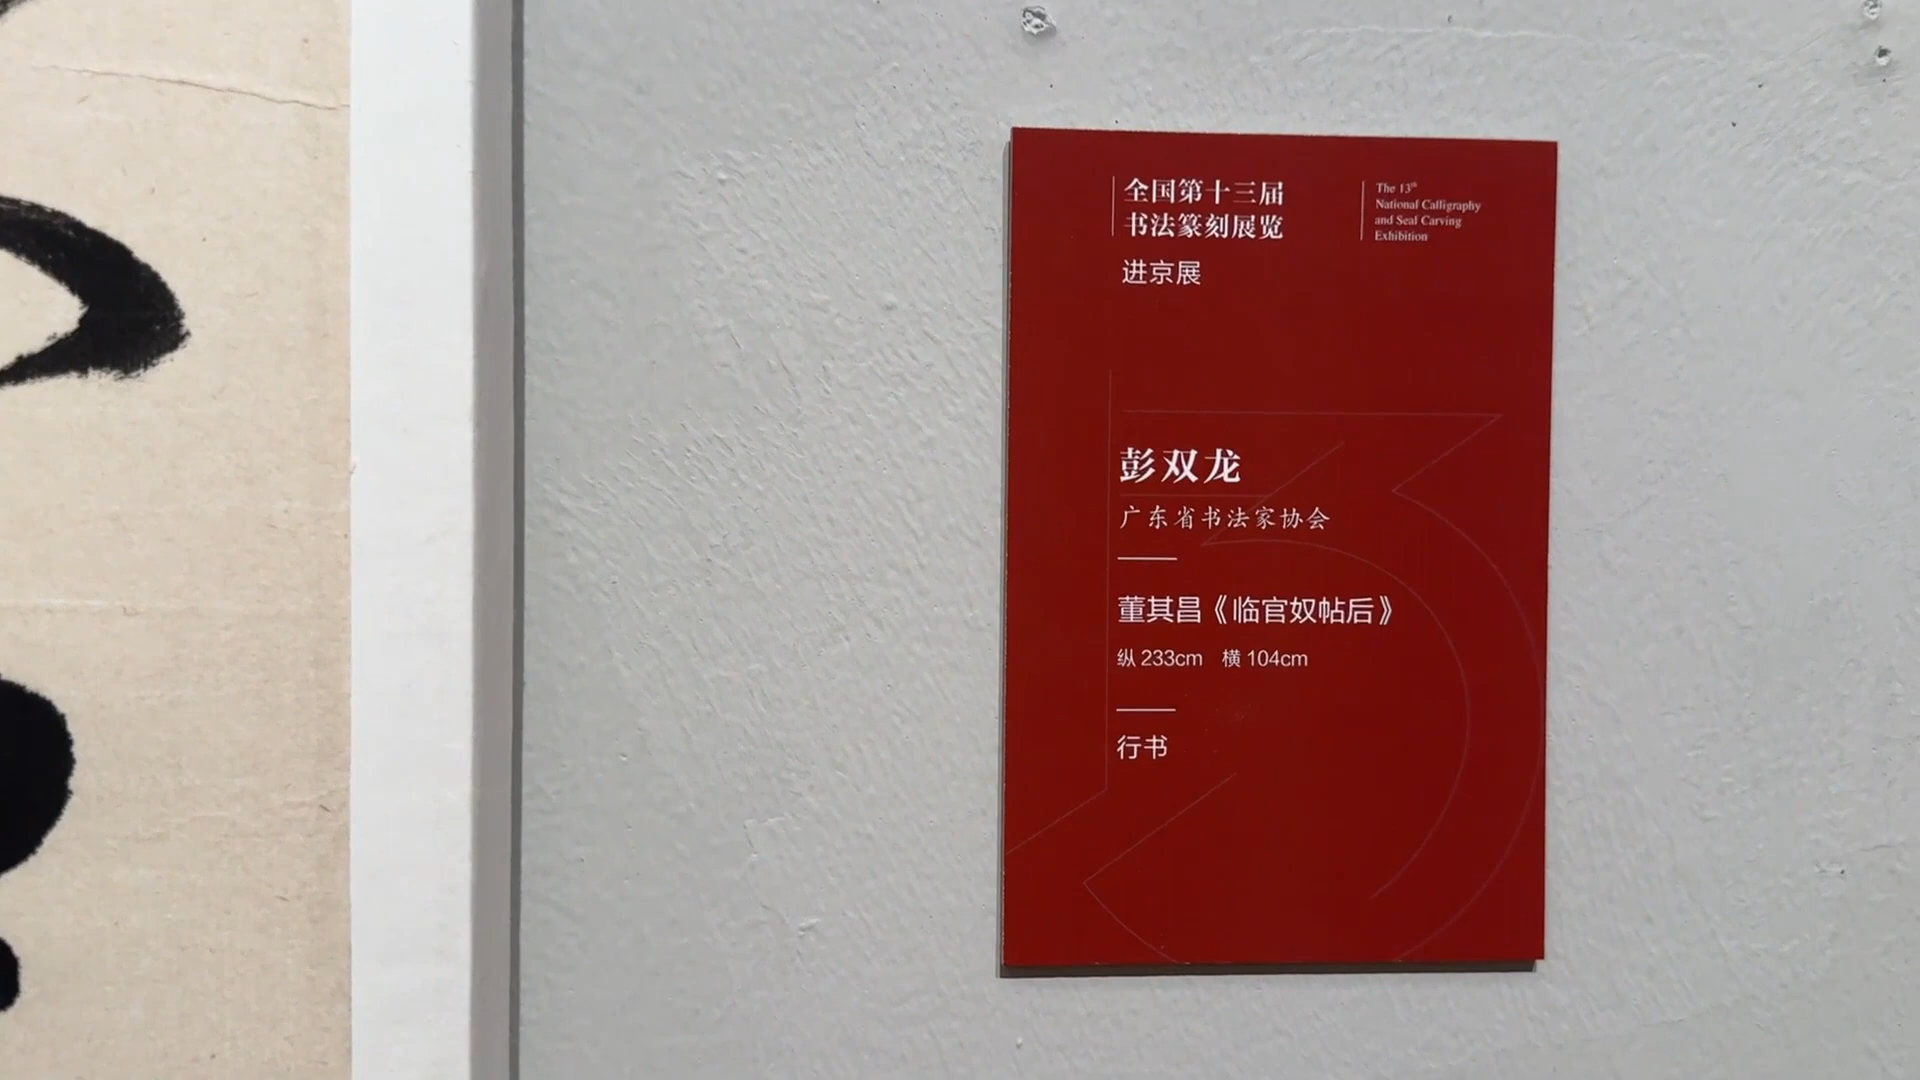 全国第十三届
书法篆刻展览
进京展
The 13th
National Calligraphy
and Seal Carving
Exhibition
彭双龙
广东省书法家协会
董其昌《临官奴帖后》
纵 233cm 横 104cm
行书